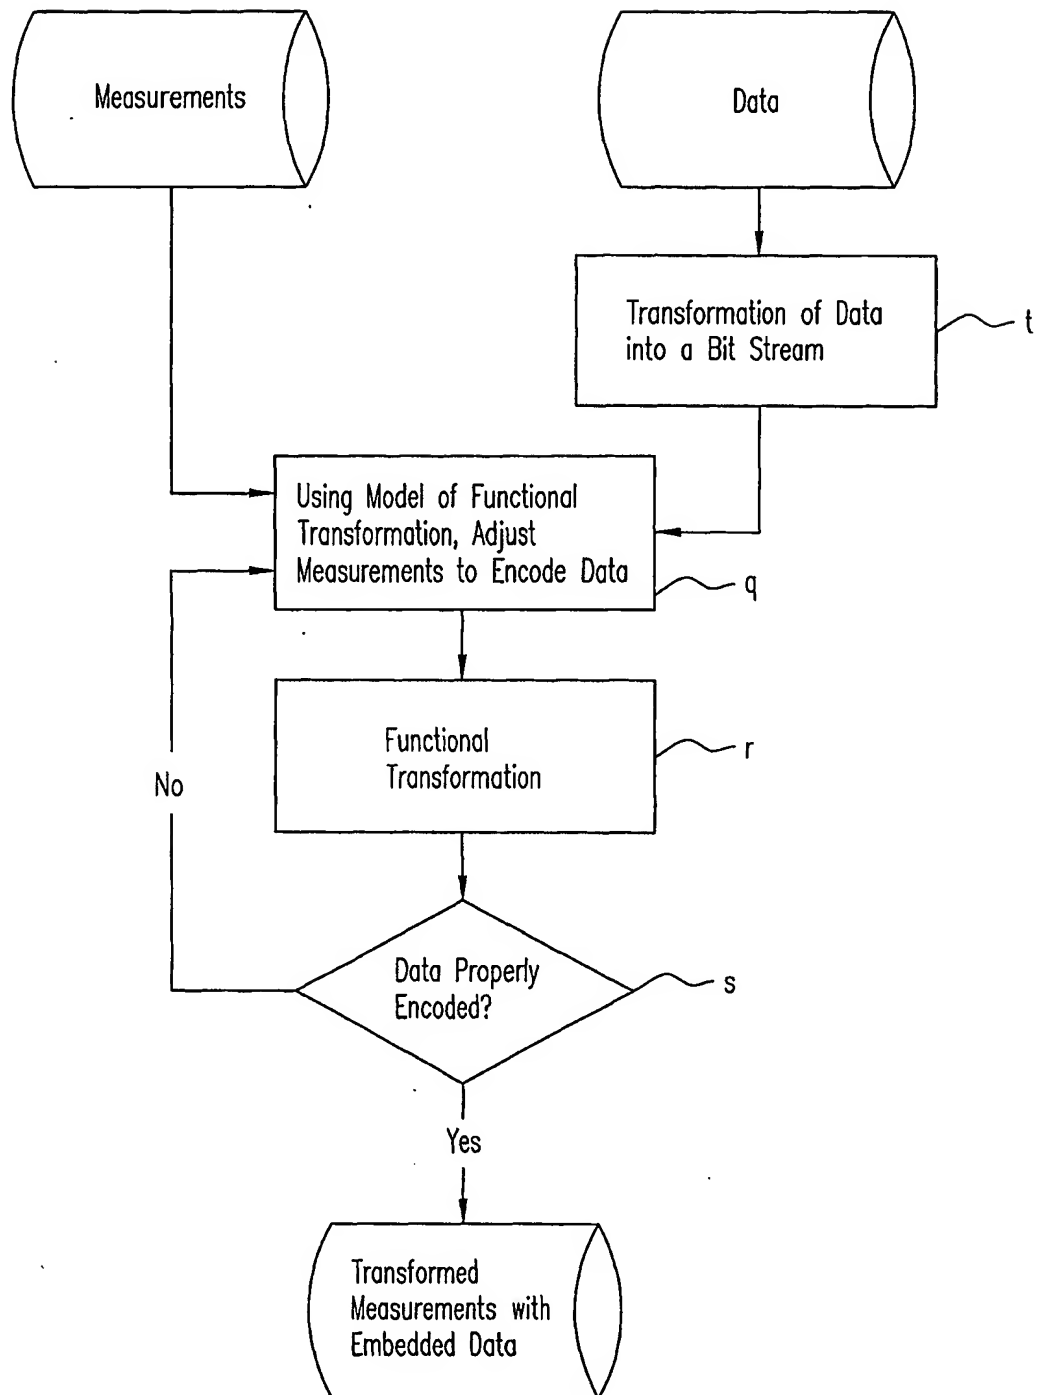 Measurements
Data
Transformation of Data
into a Bit Stream
t
Using Model of Functional
Transformation, Adjust
Measurements to Encode Data
q
Functional
Transformation
r
No
Data Properly
Encoded?
s
Yes
Transformed
Measurements with
Embedded Data